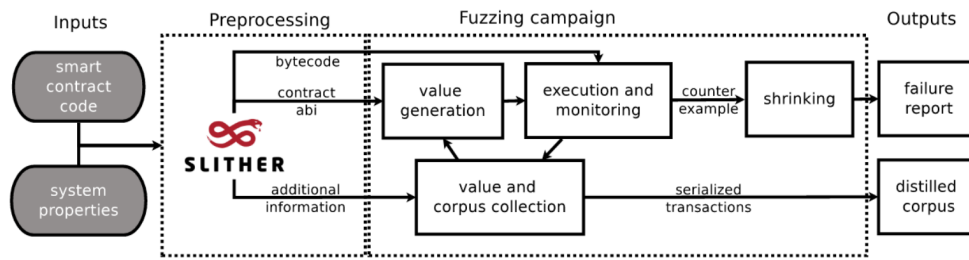 Inputs
Preprocessing
Fuzzing campaign
Outputs
smart
contract
code
system
properties
bytecode
contract
abi
SLITHER
additional
information
value
generation
execution and
monitoring
counter
example
shrinking
value and
corpus collection
serialized
transactions
failure
report
distilled
corpus